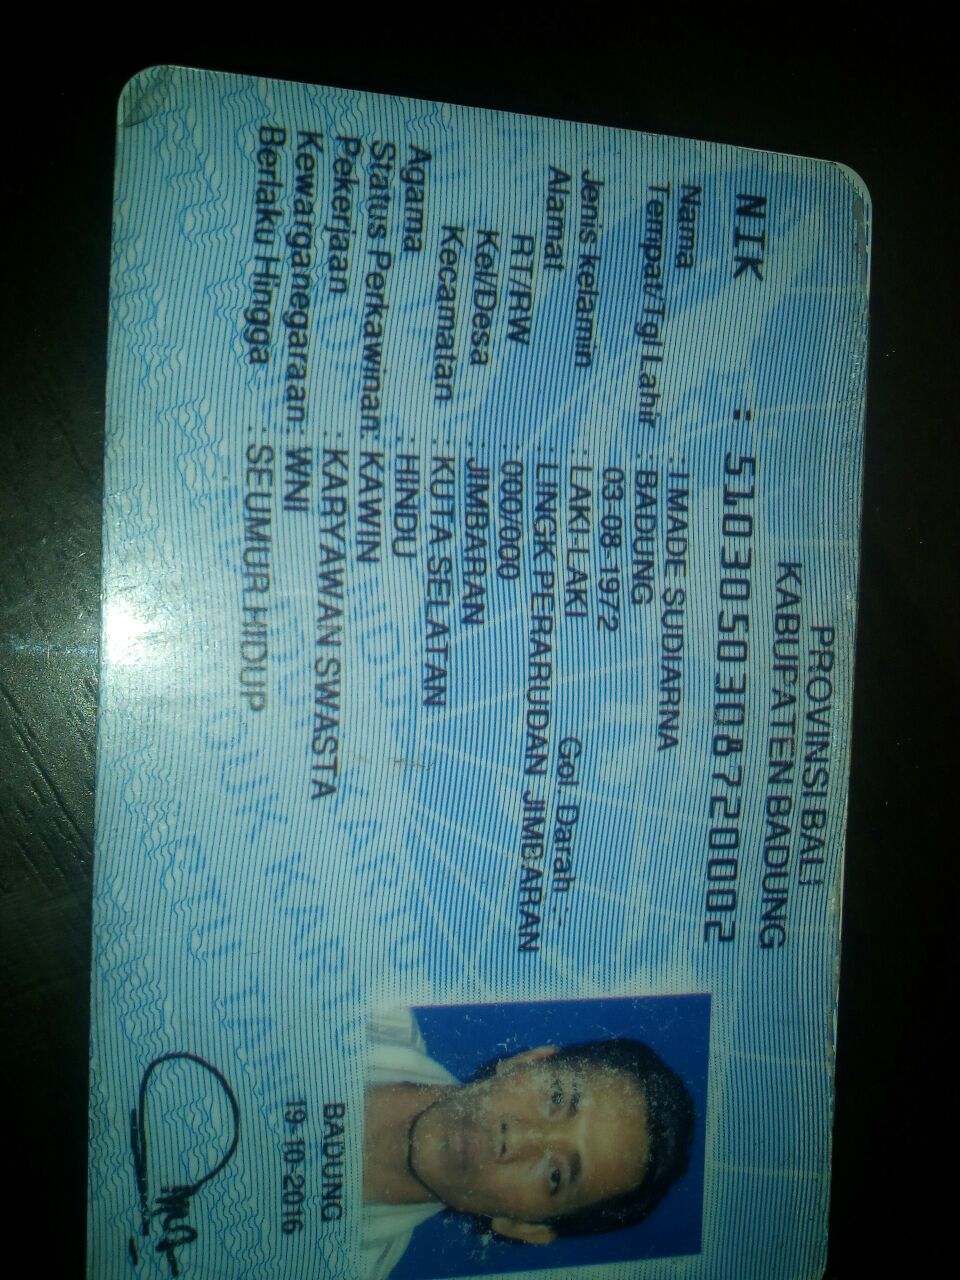 PROVINSI BALI
KABUPATEN BADUNG
NIK : 5103050308720002
Nama : I MADE SUDIARNA
Tempat/Tgl Lahir : BADUNG
03-08-1972
Jenis kelamin : LAKI-LAKI Gol. Darah : -
Alamat : LINGK PERARUDAN JIMBARAN
RT/RW : 000/000
Kel/Desa : JIMBARAN
Kecamatan : KUTA SELATAN
Agama : HINDU
Status Perkawinan: KAWIN
Pekerjaan : KARYAWAN SWASTA
Kewarganegaraan: WNI
Berlaku Hingga : SEUMUR HIDUP
BADUNG
19-10-2016